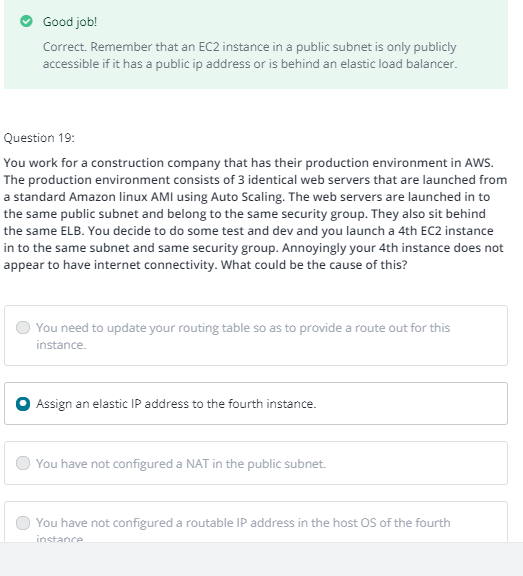 Good job!
Correct. Remember that an EC2 instance in a public subnet is only publicly
accessible if it has a public ip address or is behind an elastic load balancer.
Question 19:
You work for a construction company that has their production environment in AWS.
The production environment consists of 3 identical web servers that are launched from
a standard Amazon linux AMI using Auto Scaling. The web servers are launched in to
the same public subnet and belong to the same security group. They also sit behind
the same ELB. You decide to do some test and dev and you launch a 4th EC2 instance
in to the same subnet and same security group. Annoyingly your 4th instance does not
appear to have internet connectivity. What could be the cause of this?
You need to update your routing table so as to provide a route out for this
instance.
Assign an elastic IP address to the fourth instance.
You have not configured a NAT in the public subnet.
You have not configured a routable IP address in the host OS of the fourth
instance